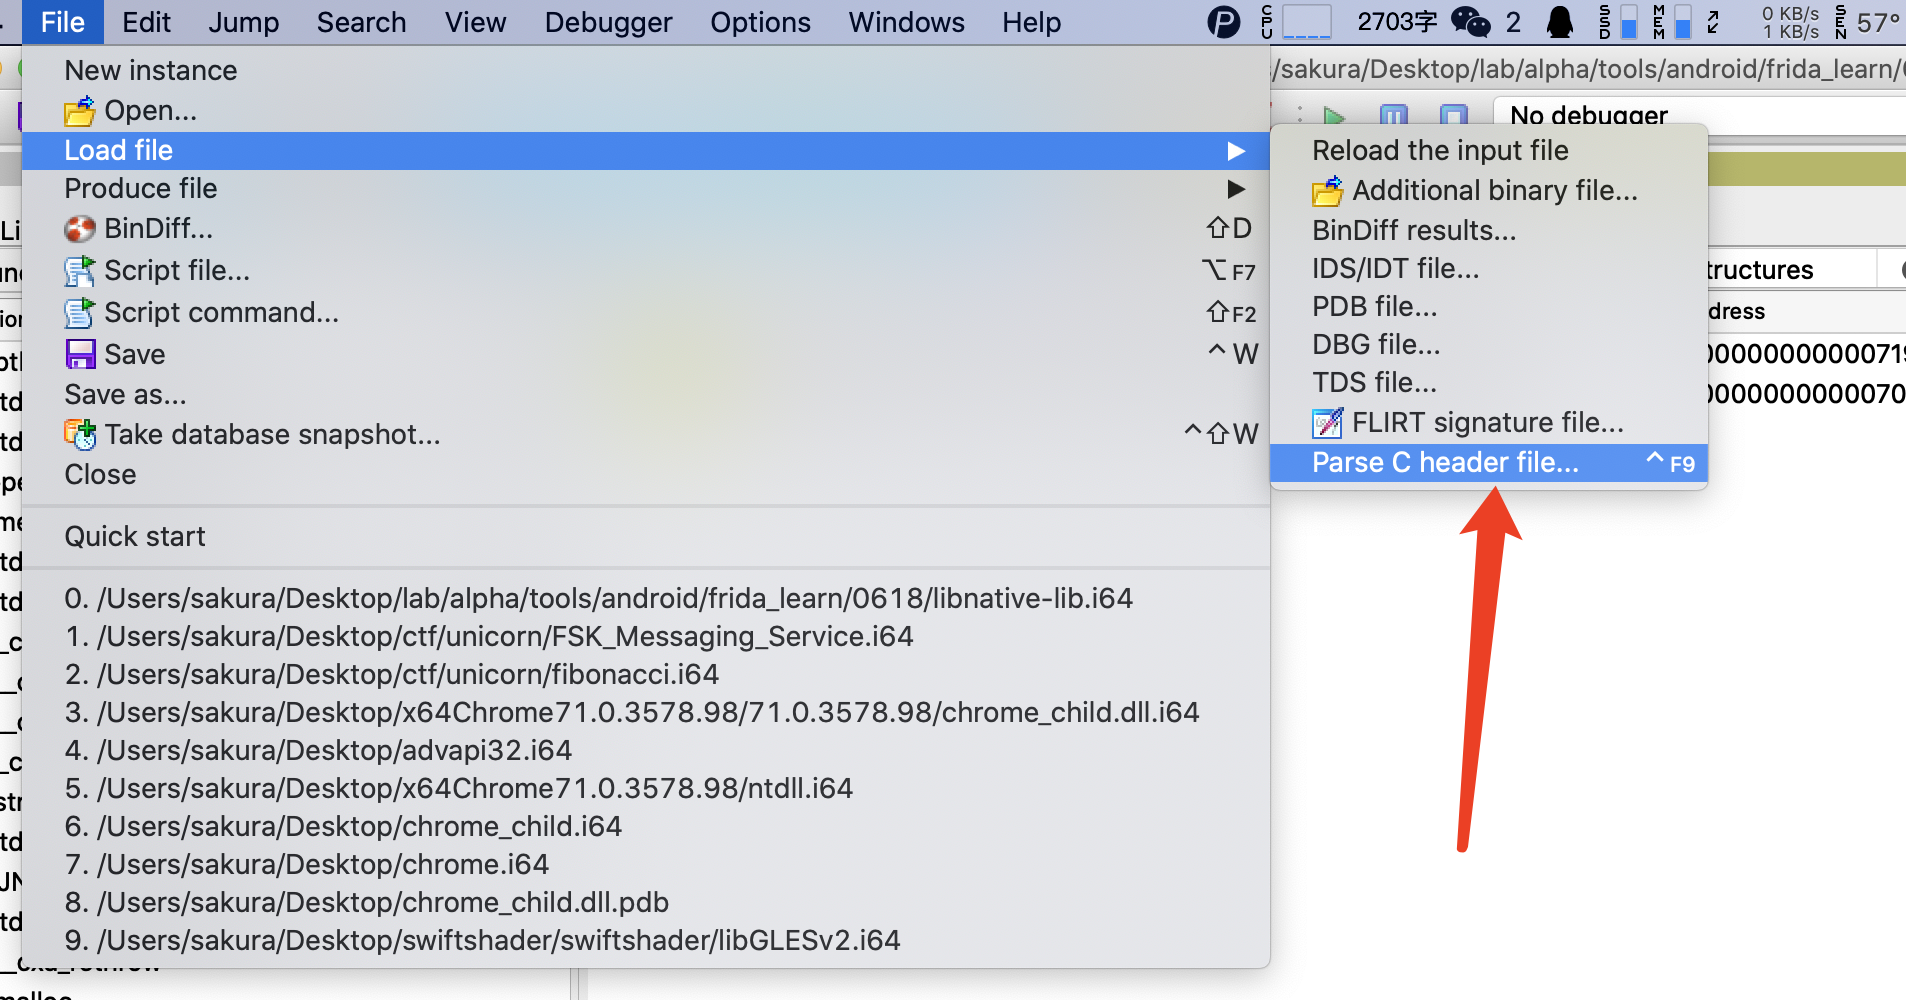 File Edit Jump Search View Debugger Options Windows Help CPU 2703字 2 SSD MEM 0 KB/s 1 KB/s SEN 57°
/sakura/Desktop/lab/alpha/tools/android/frida_learn/
New instance
Open...
No debugger
Load file
Produce file
BinDiff... ⇧D
Script file... ⌥F7
Script command... ⇧F2
Save ^W
Save as...
Take database snapshot... ^⇧W
Close
Quick start
0. /Users/sakura/Desktop/lab/alpha/tools/android/frida_learn/0618/libnative-lib.i64
1. /Users/sakura/Desktop/ctf/unicorn/FSK_Messaging_Service.i64
2. /Users/sakura/Desktop/ctf/unicorn/fibonacci.i64
3. /Users/sakura/Desktop/x64Chrome71.0.3578.98/71.0.3578.98/chrome_child.dll.i64
4. /Users/sakura/Desktop/advapi32.i64
5. /Users/sakura/Desktop/x64Chrome71.0.3578.98/ntdll.i64
6. /Users/sakura/Desktop/chrome_child.i64
7. /Users/sakura/Desktop/chrome.i64
8. /Users/sakura/Desktop/chrome_child.dll.pdb
9. /Users/sakura/Desktop/swiftshader/swiftshader/libGLESv2.i64
Reload the input file
Additional binary file...
BinDiff results...
IDS/IDT file...
PDB file...
DBG file...
TDS file...
FLIRT signature file...
Parse C header file... ^F9
tructures
dress
000000000000719
00000000000070